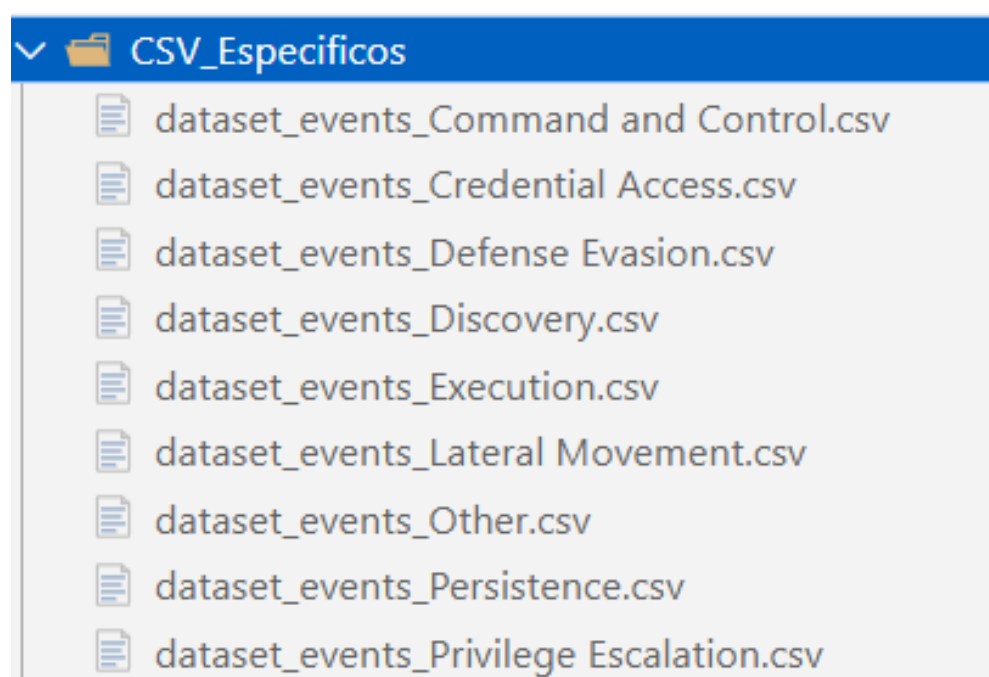 CSV_Especificos
dataset_events_Command and Control.csv
dataset_events_Credential Access.csv
dataset_events_Defense Evasion.csv
dataset_events_Discovery.csv
dataset_events_Execution.csv
dataset_events_Lateral Movement.csv
dataset_events_Other.csv
dataset_events_Persistence.csv
dataset_events_Privilege Escalation.csv